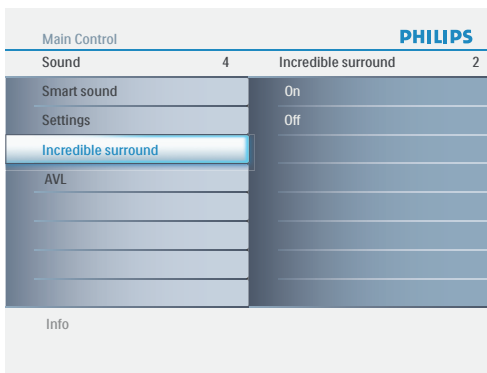 Main Control PHILIPS
Sound 4 Incredible surround 2
Smart sound On
Settings Off
Incredible surround
AVL
Info